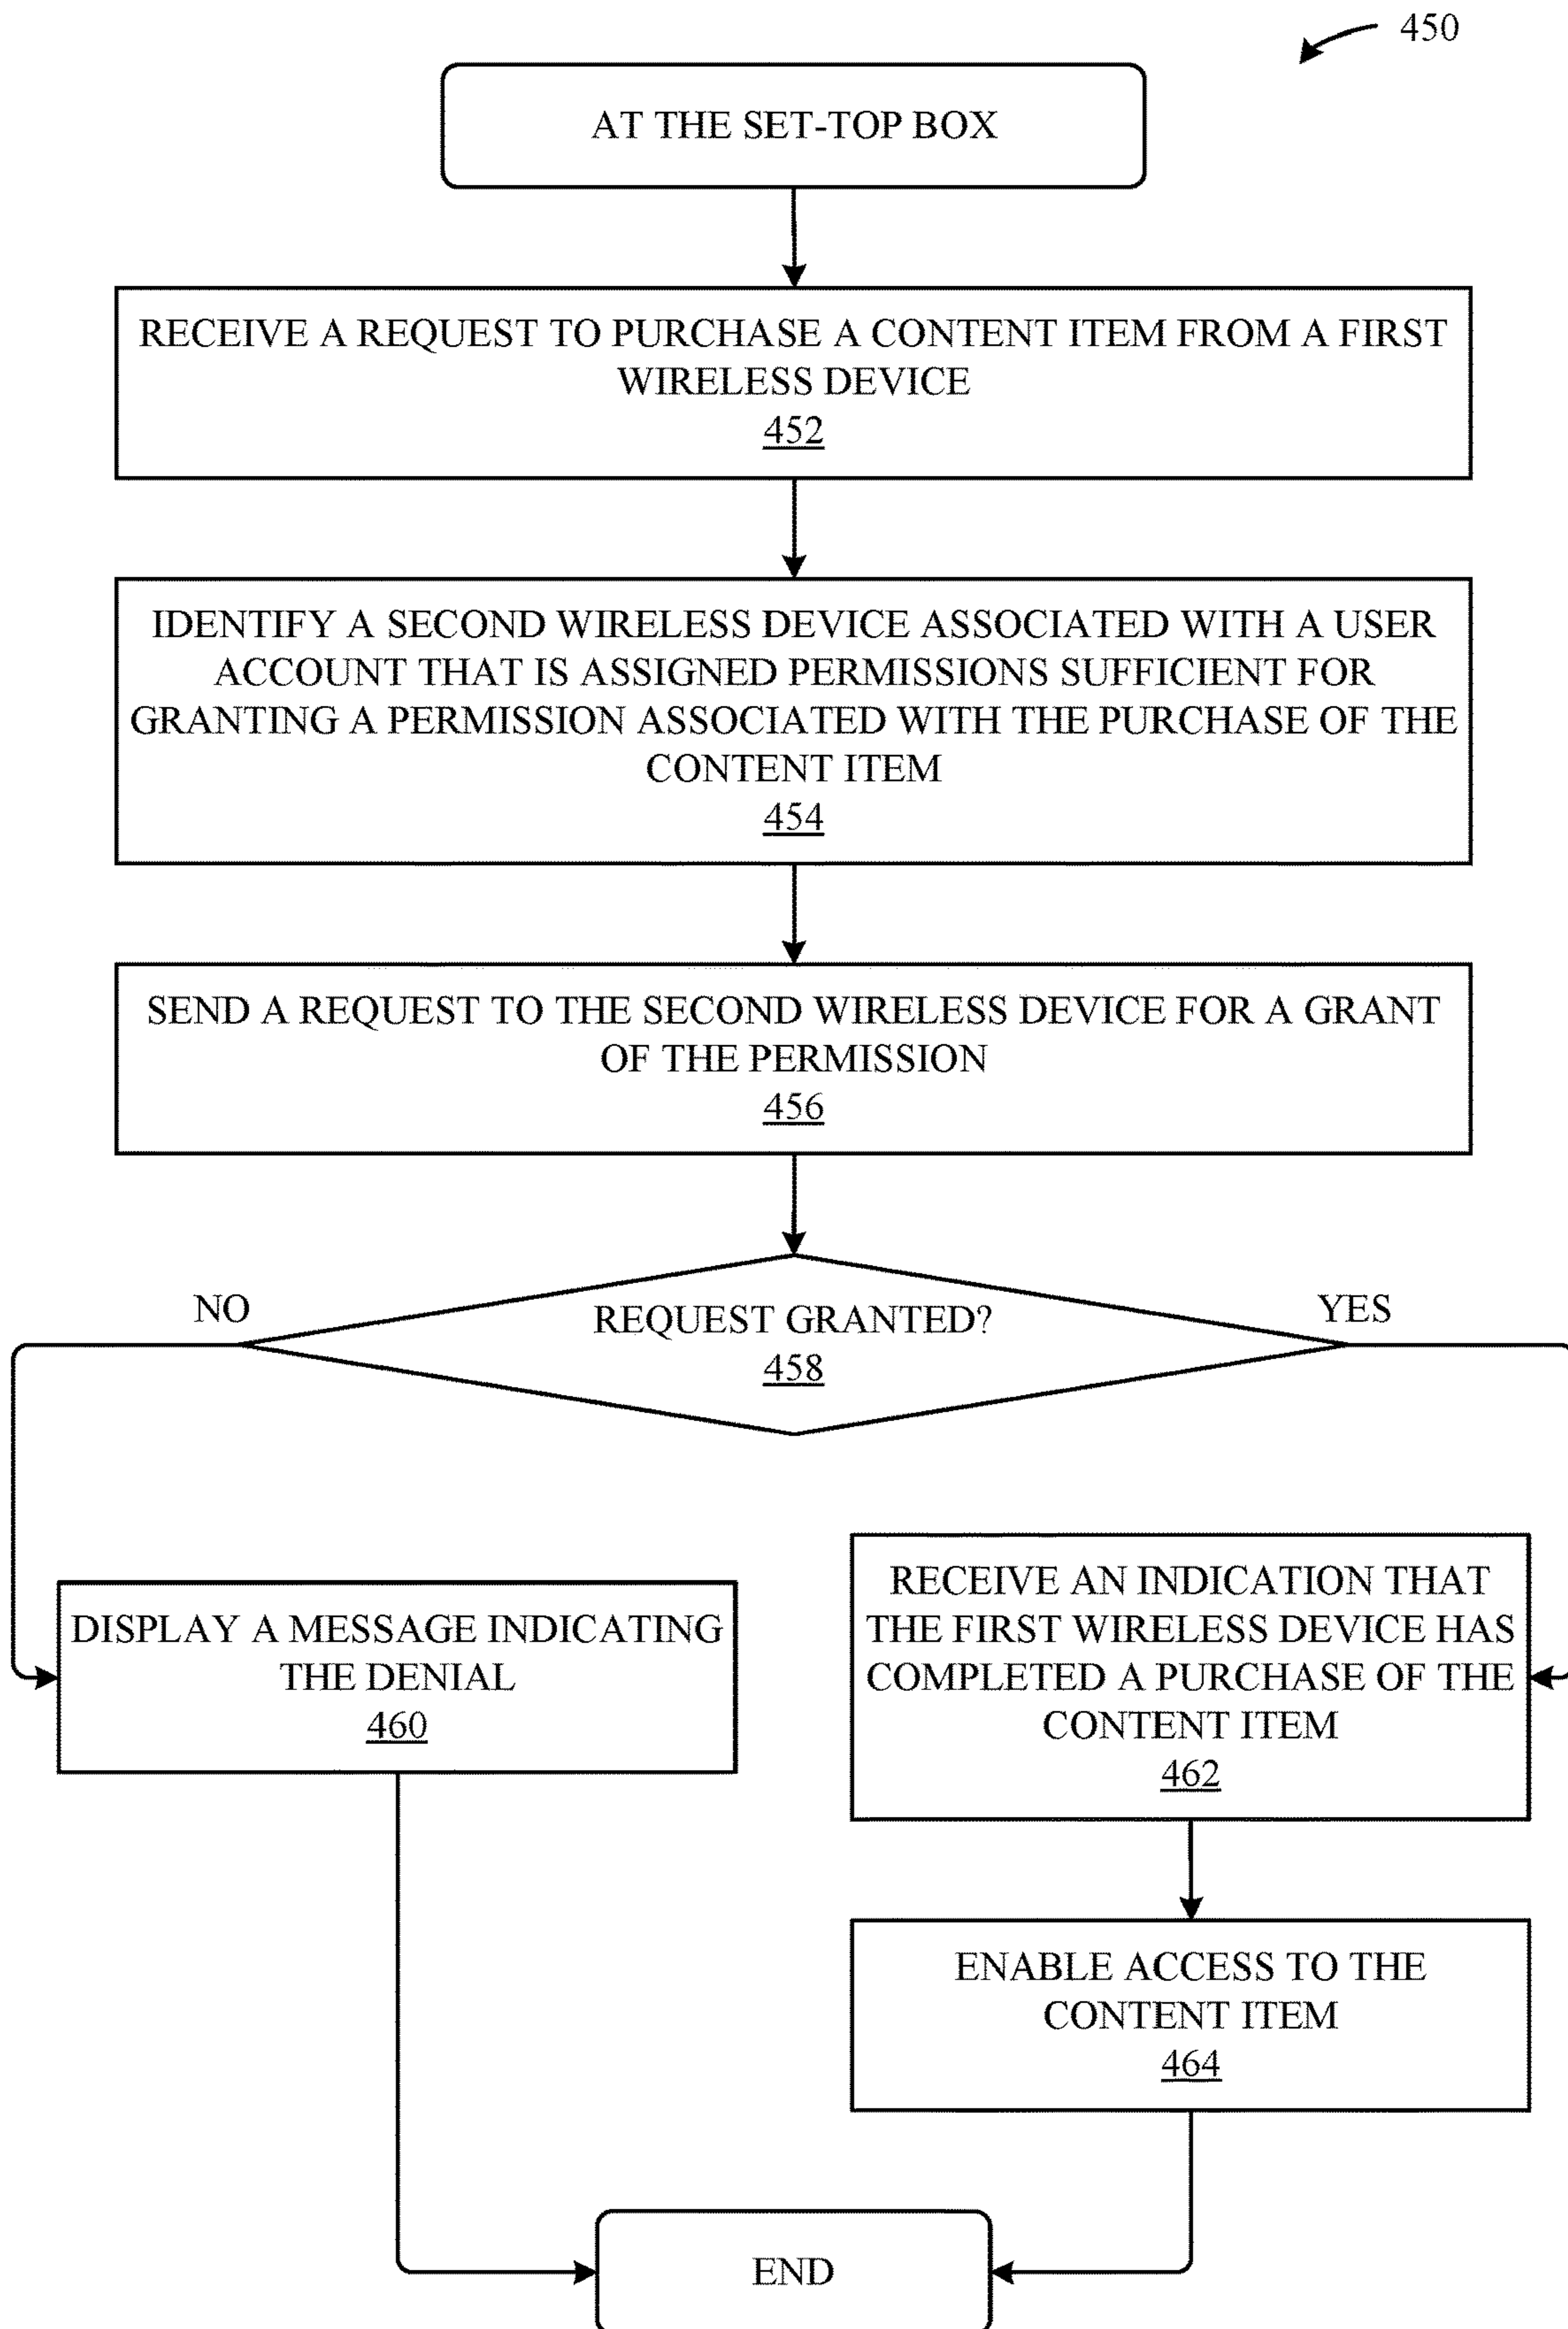 450
AT THE SET-TOP BOX
RECEIVE A REQUEST TO PURCHASE A CONTENT ITEM FROM A FIRST
WIRELESS DEVICE
452
IDENTIFY A SECOND WIRELESS DEVICE ASSOCIATED WITH A USER
ACCOUNT THAT IS ASSIGNED PERMISSIONS SUFFICIENT FOR
GRANTING A PERMISSION ASSOCIATED WITH THE PURCHASE OF THE
CONTENT ITEM
454
SEND A REQUEST TO THE SECOND WIRELESS DEVICE FOR A GRANT
OF THE PERMISSION
456
NO
REQUEST GRANTED?
458
YES
DISPLAY A MESSAGE INDICATING
THE DENIAL
460
RECEIVE AN INDICATION THAT
THE FIRST WIRELESS DEVICE HAS
COMPLETED A PURCHASE OF THE
CONTENT ITEM
462
ENABLE ACCESS TO THE
CONTENT ITEM
464
END